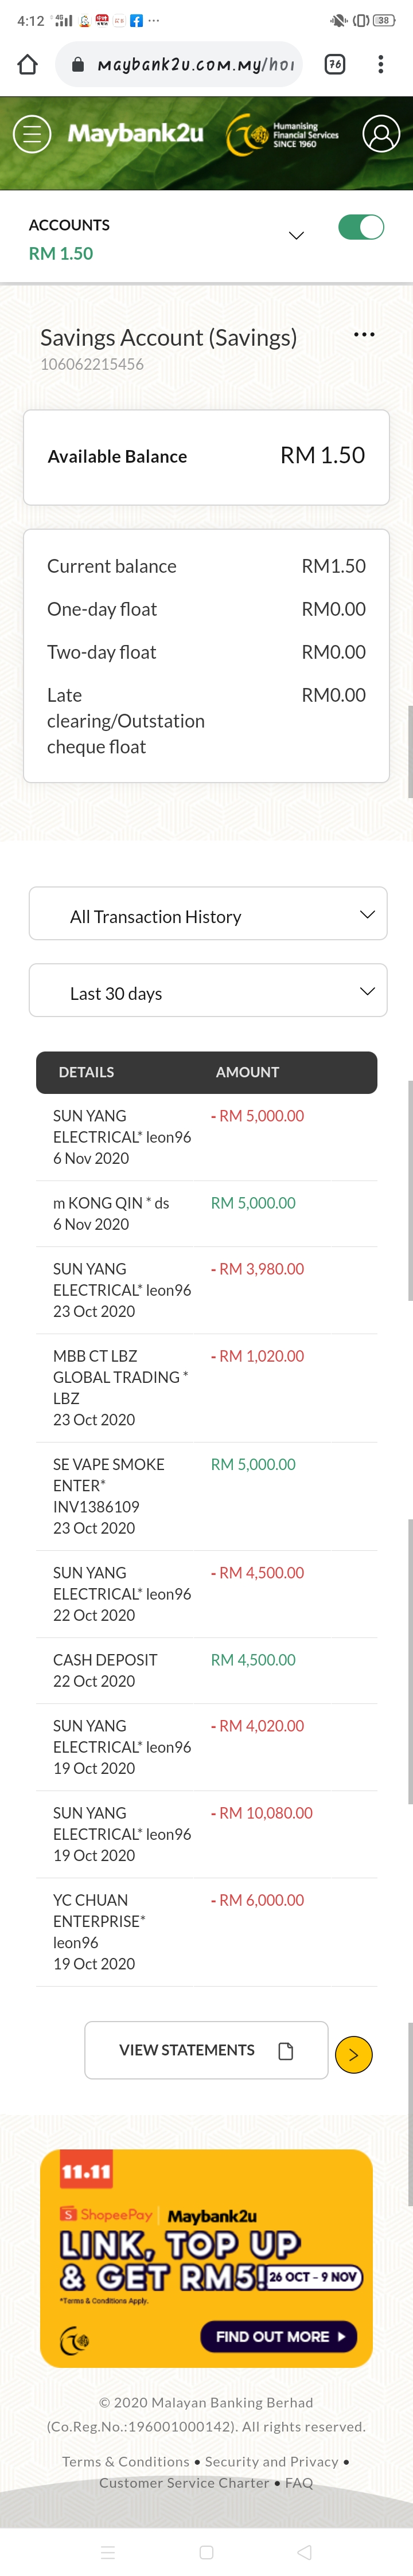 4:12 4G 38
maybank2u.com.my/hoi 76
Maybank2u Humanising
Financial Services
SINCE 1960
ACCOUNTS
RM 1.50
Savings Account (Savings)
106062215456
Available Balance RM 1.50
Current balance RM1.50
One-day float RM0.00
Two-day float RM0.00
Late RM0.00
clearing/Outstation
cheque float
All Transaction History
Last 30 days
DETAILS AMOUNT
SUN YANG - RM 5,000.00
ELECTRICAL* leon96
6 Nov 2020
m KONG QIN * ds RM 5,000.00
6 Nov 2020
SUN YANG - RM 3,980.00
ELECTRICAL* leon96
23 Oct 2020
MBB CT LBZ - RM 1,020.00
GLOBAL TRADING *
LBZ
23 Oct 2020
SE VAPE SMOKE RM 5,000.00
ENTER*
INV1386109
23 Oct 2020
SUN YANG - RM 4,500.00
ELECTRICAL* leon96
22 Oct 2020
CASH DEPOSIT RM 4,500.00
22 Oct 2020
SUN YANG - RM 4,020.00
ELECTRICAL* leon96
19 Oct 2020
SUN YANG - RM 10,080.00
ELECTRICAL* leon96
19 Oct 2020
YC CHUAN - RM 6,000.00
ENTERPRISE*
leon96
19 Oct 2020
VIEW STATEMENTS
11.11
ShopeePay Maybank2u
LINK, TOP UP
& GET RM5! 26 OCT - 9 NOV
*Terms & Conditions Apply.
FIND OUT MORE
© 2020 Malayan Banking Berhad
(Co.Reg.No.:196001000142). All rights reserved.
Terms & Conditions • Security and Privacy •
Customer Service Charter • FAQ